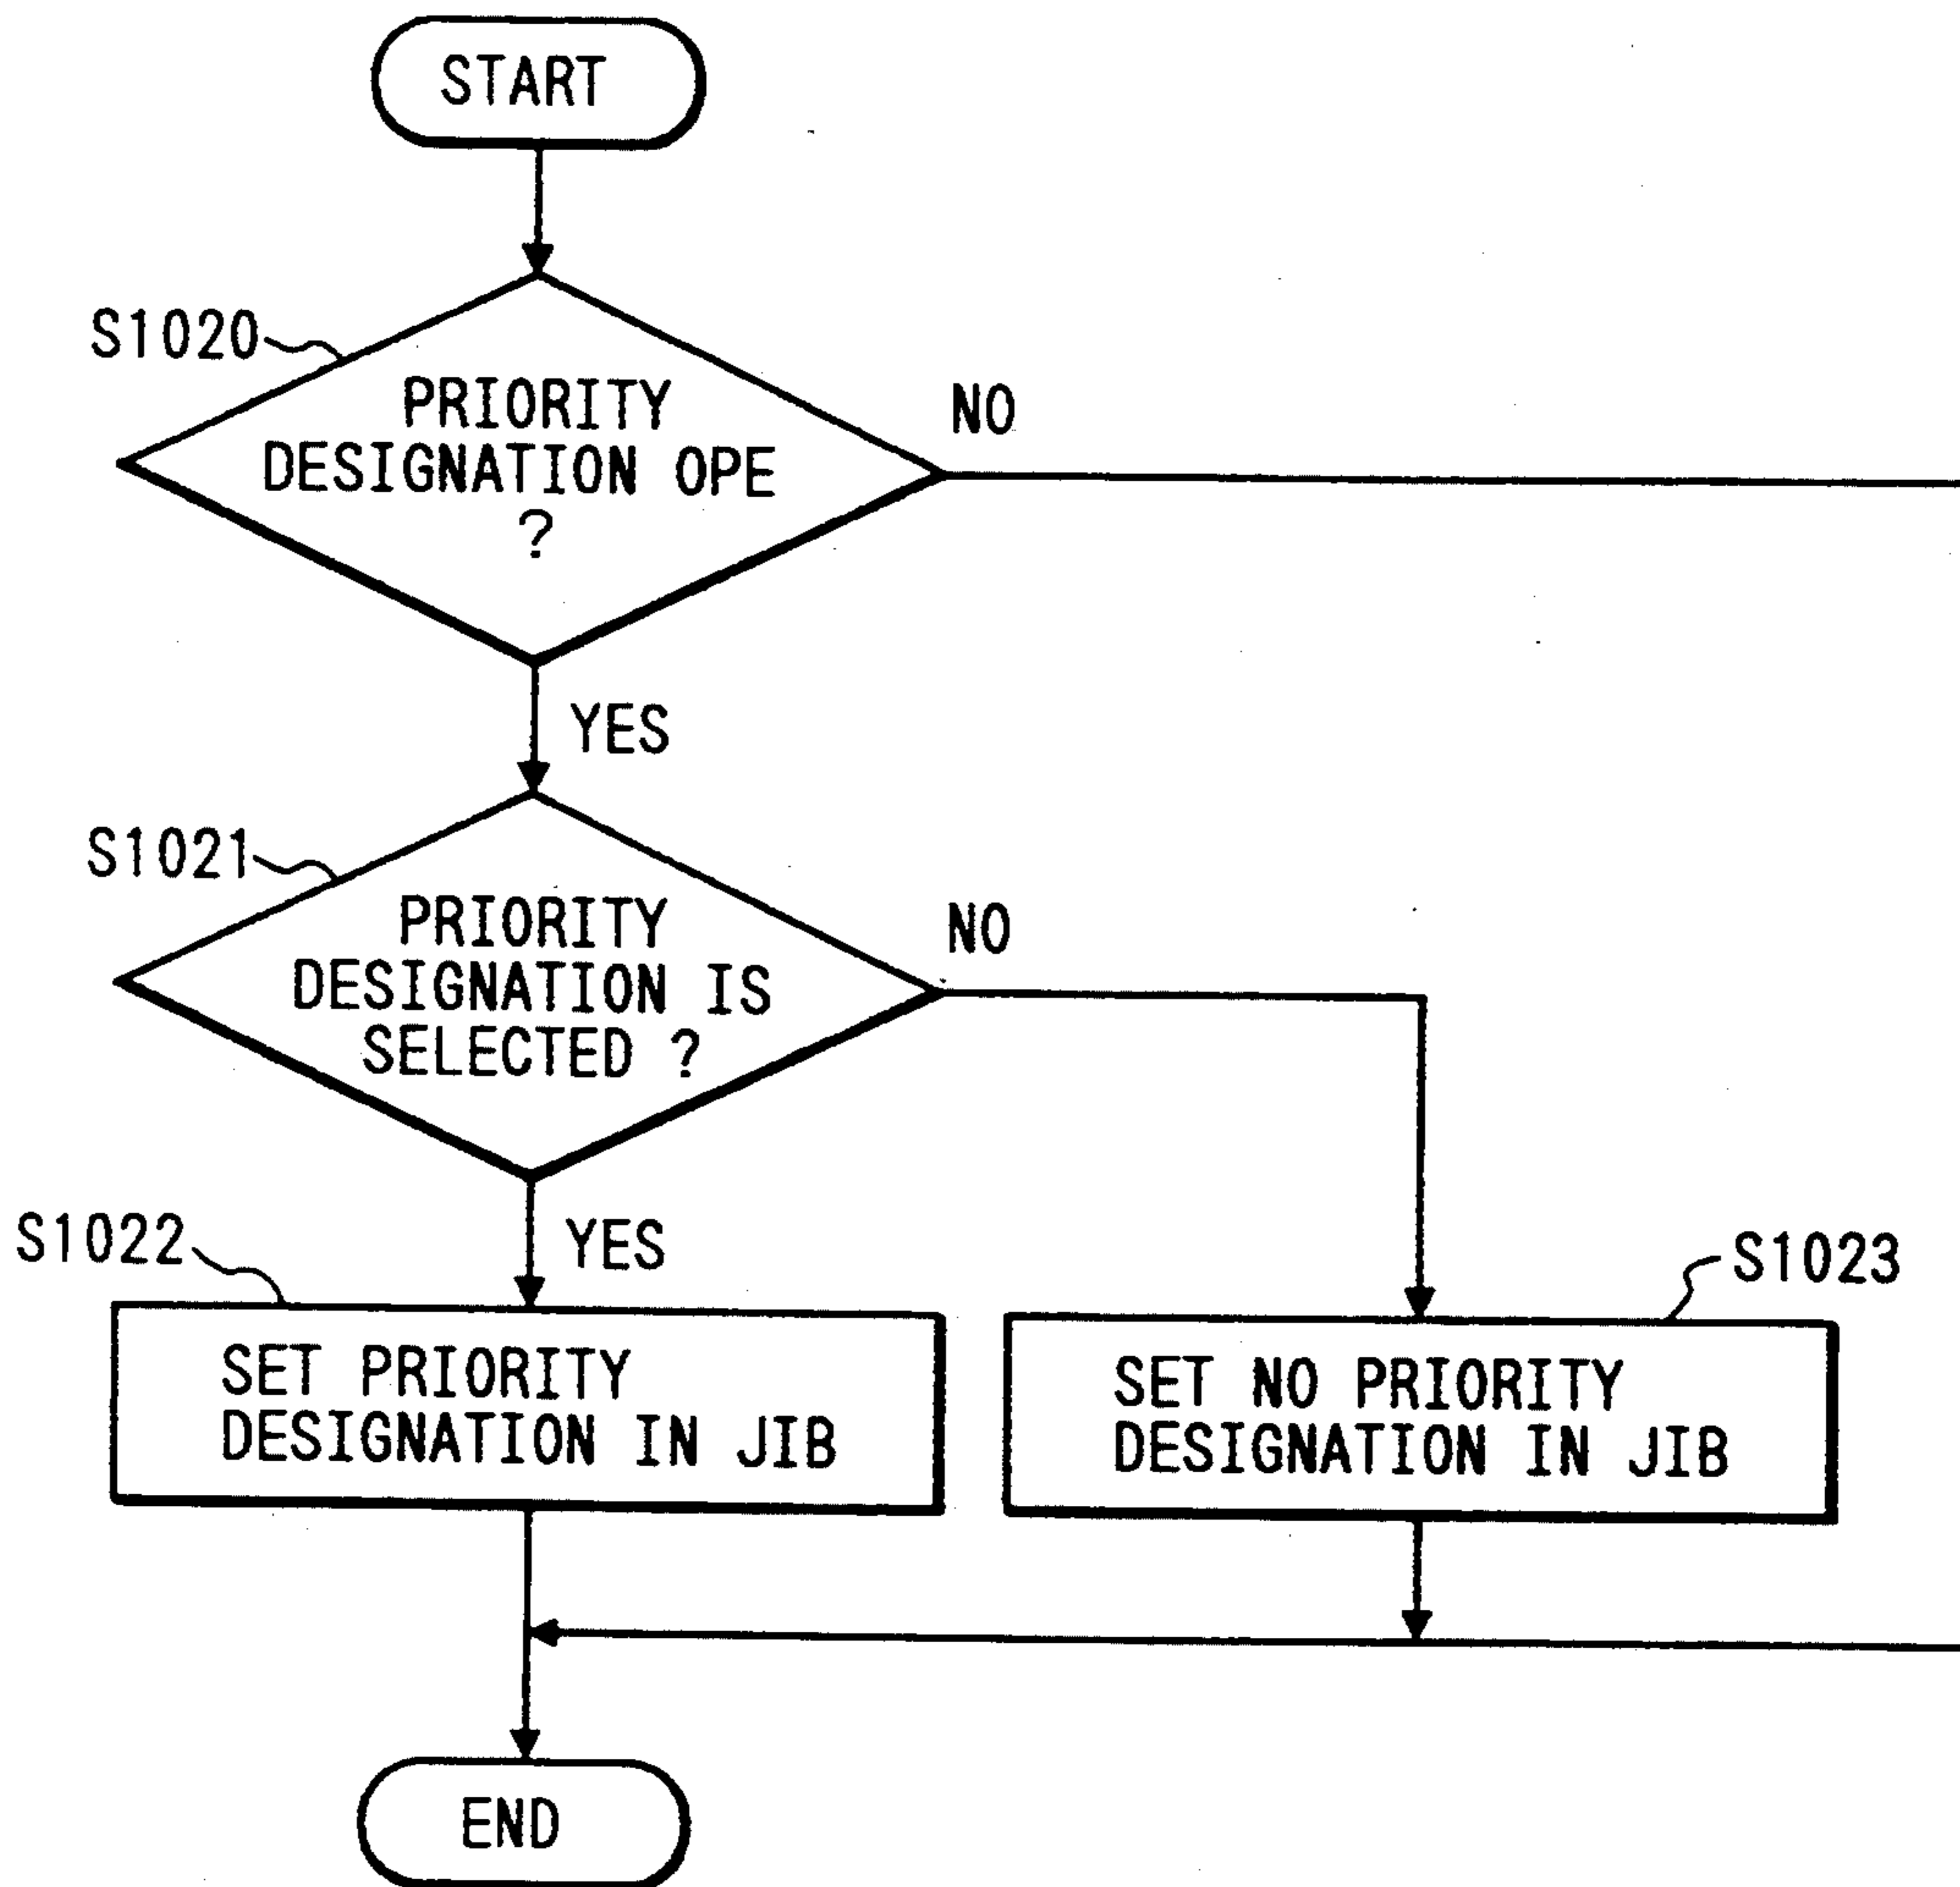 START
S1020
PRIORITY
DESIGNATION OPE
?
NO
YES
S1021
PRIORITY
DESIGNATION IS
SELECTED ?
NO
YES
S1022
SET PRIORITY
DESIGNATION IN JIB
S1023
SET NO PRIORITY
DESIGNATION IN JIB
END